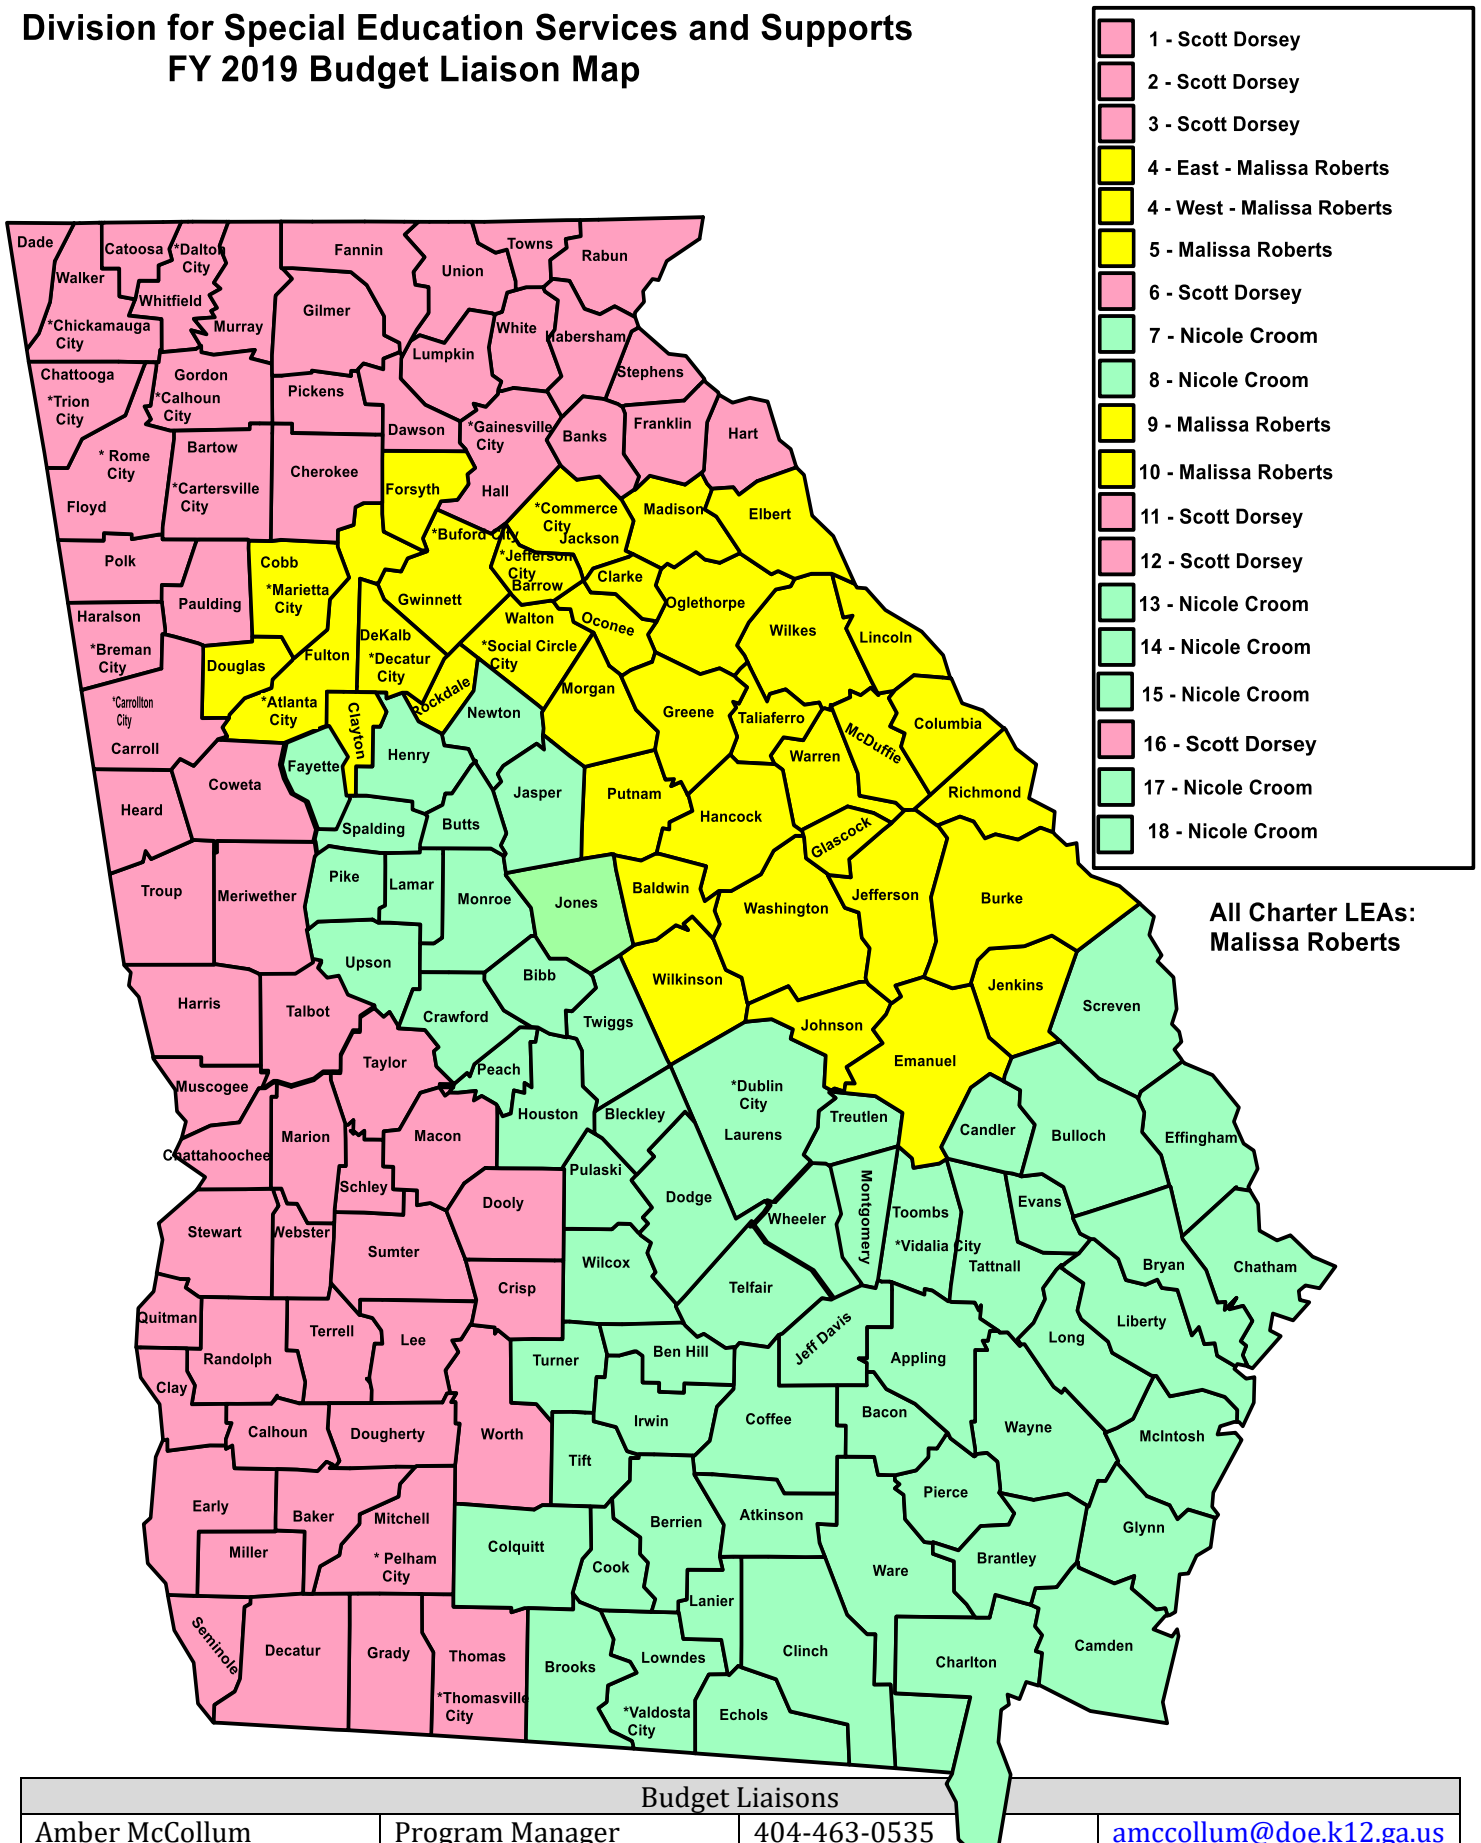 Division for Special Education Services and Supports
FY 2019 Budget Liaison Map
1 - Scott Dorsey
2 - Scott Dorsey
3 - Scott Dorsey
4 - East - Malissa Roberts
4 - West - Malissa Roberts
5 - Malissa Roberts
6 - Scott Dorsey
7 - Nicole Croom
8 - Nicole Croom
9 - Malissa Roberts
10 - Malissa Roberts
11 - Scott Dorsey
12 - Scott Dorsey
13 - Nicole Croom
14 - Nicole Croom
15 - Nicole Croom
16 - Scott Dorsey
17 - Nicole Croom
18 - Nicole Croom
All Charter LEAs:
Malissa Roberts
Dade
Walker
Catoosa
*Dalton
City
Whitfield
*Chickamauga
City
Murray
Fannin
Gilmer
Union
Towns
Rabun
White
Habersham
Lumpkin
Stephens
Chattooga
*Trion
City
Gordon
*Calhoun
City
Pickens
Dawson
*Gainesville
City
Hall
Banks
Franklin
Hart
* Rome
City
Floyd
Bartow
*Cartersville
City
Cherokee
Forsyth
*Commerce
City
Jackson
Madison
Elbert
*Buford City
*Jefferson
City
Barrow
Clarke
Polk
Cobb
*Marietta
City
Gwinnett
Oglethorpe
Haralson
*Breman
City
Paulding
Walton
*Social Circle
City
Oconee
Wilkes
Lincoln
Douglas
Fulton
DeKalb
*Decatur
City
*Atlanta
City
Rockdale
Clayton
Newton
Morgan
Greene
Taliaferro
Columbia
McDuffie
Warren
*Carrollton
City
Carroll
Coweta
Fayette
Henry
Heard
Spalding
Butts
Jasper
Putnam
Hancock
Richmond
Glascock
Troup
Meriwether
Pike
Lamar
Monroe
Jones
Baldwin
Washington
Jefferson
Burke
Upson
Bibb
Wilkinson
Jenkins
Screven
Harris
Talbot
Crawford
Twiggs
Johnson
Emanuel
Taylor
Peach
Muscogee
Houston
Bleckley
*Dublin
City
Laurens
Treutlen
Candler
Bulloch
Effingham
Chattahoochee
Marion
Macon
Schley
Dooly
Pulaski
Dodge
Wheeler
Montgomery
Toombs
*Vidalia City
Tattnall
Evans
Bryan
Chatham
Stewart
Webster
Sumter
Wilcox
Telfair
Crisp
Quitman
Terrell
Lee
Turner
Ben Hill
Jeff Davis
Appling
Long
Liberty
Randolph
Clay
Calhoun
Dougherty
Worth
Irwin
Coffee
Bacon
Wayne
McIntosh
Tift
Early
Baker
Mitchell
* Pelham
City
Miller
Colquitt
Cook
Berrien
Atkinson
Pierce
Ware
Brantley
Glynn
Seminole
Decatur
Grady
Thomas
*Thomasville
City
Brooks
Lanier
Lowndes
*Valdosta
City
Echols
Clinch
Charlton
Camden
Budget Liaisons
Amber McCollum Program Manager 404-463-0535 amccollum@doe.k12.ga.us